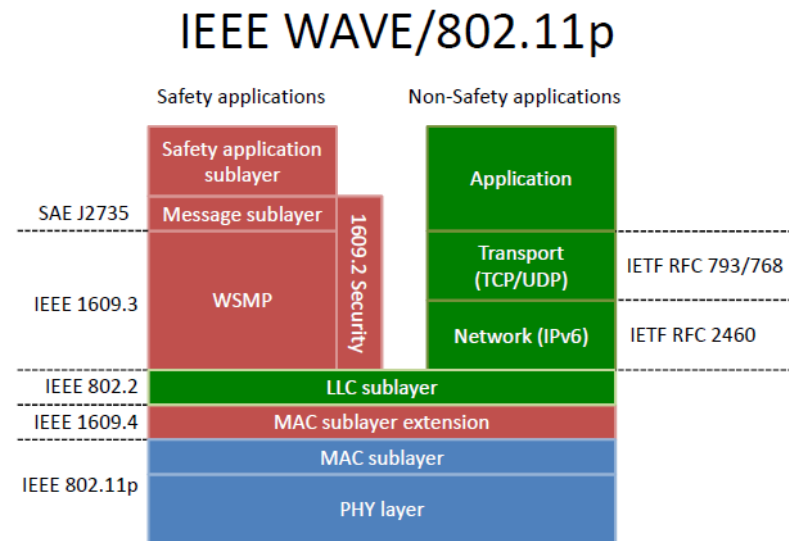 IEEE WAVE/802.11p
Safety applications
Non-Safety applications
Safety application
sublayer
Application
SAE J2735
Message sublayer
1609.2 Security
Transport
(TCP/UDP)
IETF RFC 793/768
IEEE 1609.3
WSMP
Network (IPv6)
IETF RFC 2460
IEEE 802.2
LLC sublayer
IEEE 1609.4
MAC sublayer extension
MAC sublayer
IEEE 802.11p
PHY layer